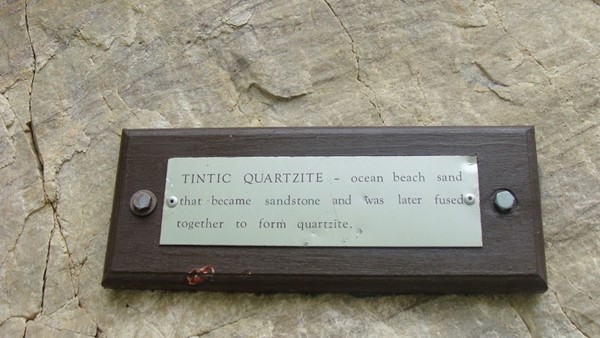 TINTIC QUARTZITE – ocean beach sand
that became sandstone and was later fused
together to form quartzite.